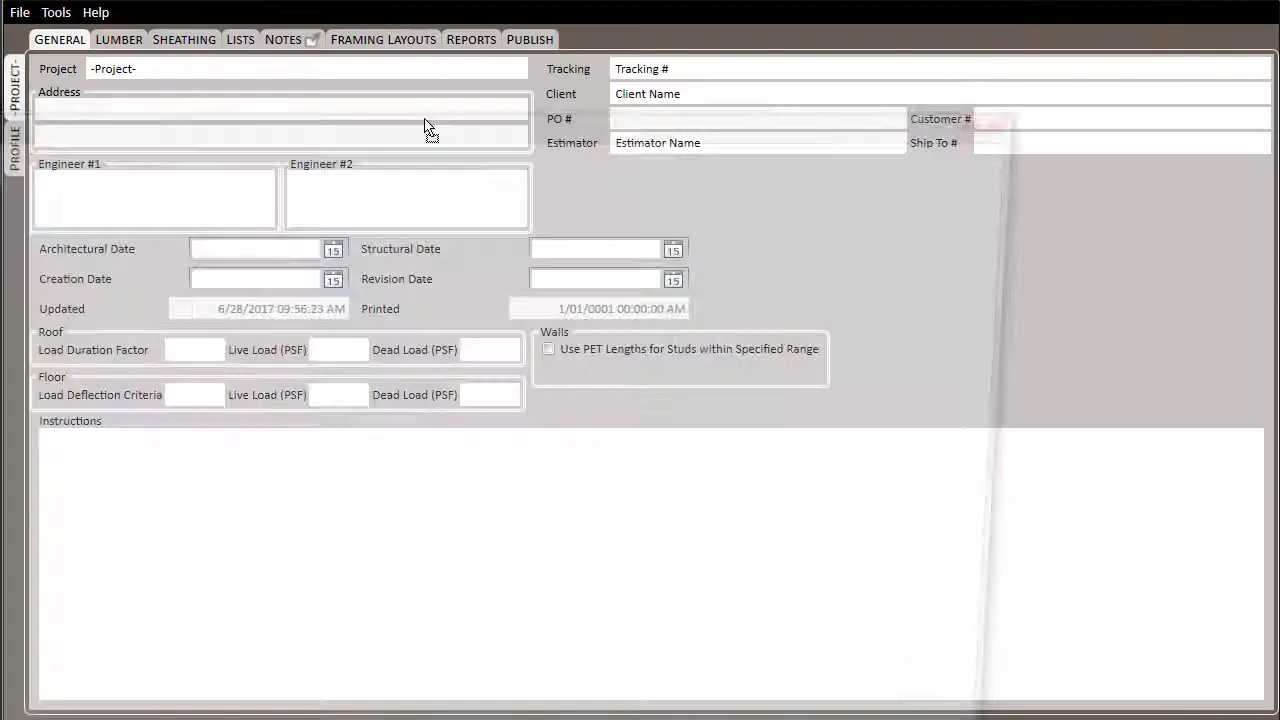 File Tools Help
GENERAL LUMBER SHEATHING LISTS NOTES FRAMING LAYOUTS REPORTS PUBLISH
-PROJECT-
PROFILE
Project -Project- Tracking Tracking #
Address Client Client Name
PO # Customer #
Estimator Estimator Name Ship To #
Engineer #1 Engineer #2
Architectural Date 15 Structural Date 15
Creation Date 15 Revision Date 15
Updated 6/28/2017 09:56:23 AM Printed 1/01/0001 00:00:00 AM
Roof Walls
Load Duration Factor Live Load (PSF) Dead Load (PSF) Use PET Lengths for Studs within Specified Range
Floor
Load Deflection Criteria Live Load (PSF) Dead Load (PSF)
Instructions